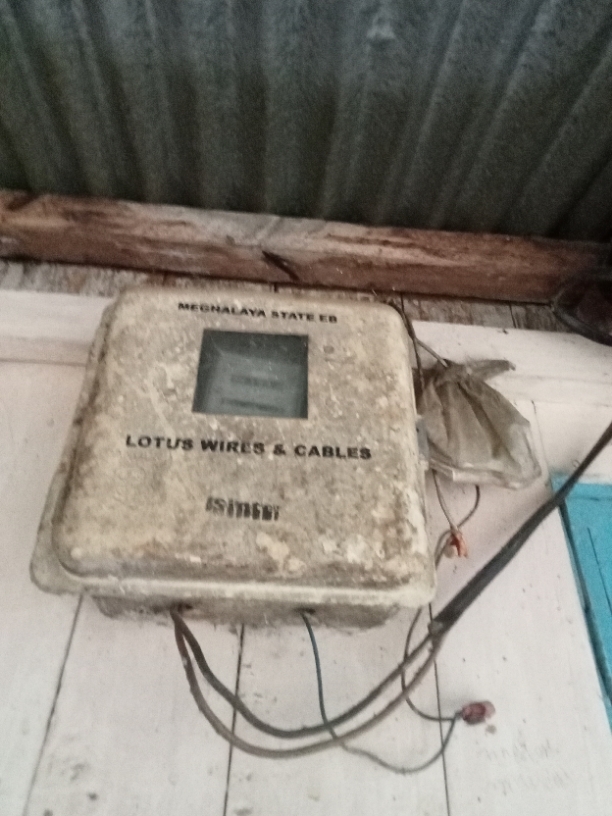 MEGHALAYA STATE EB
LOTUS WIRES & CABLES